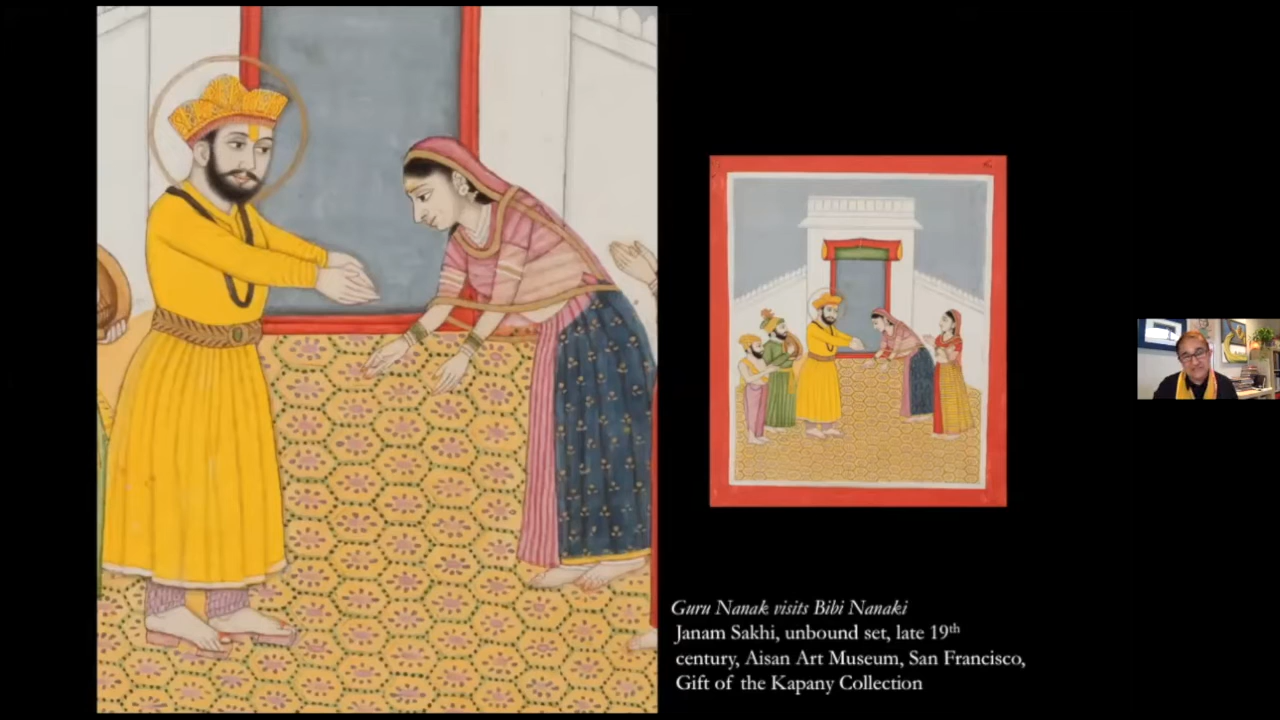 Guru Nanak visits Bibi Nanaki
Janam Sakhi, unbound set, late 19th
century, Aisan Art Museum, San Francisco,
Gift of the Kapany Collection